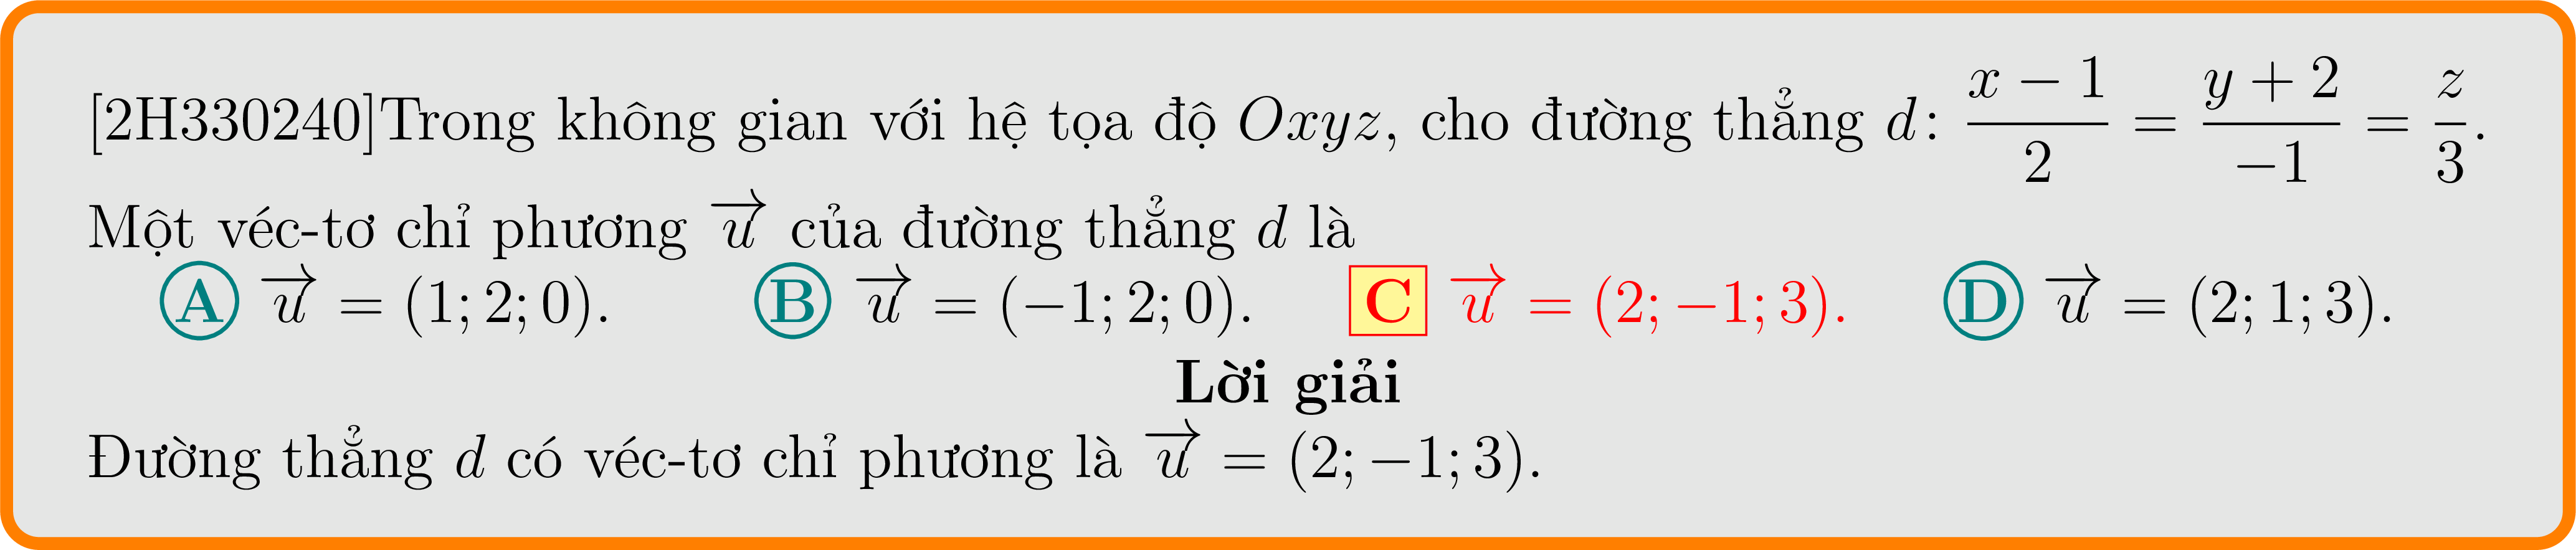 [2H330240]Trong không gian với hệ tọa độ Oxyz, cho đường thẳng d: \frac{x − 1}{2} = \frac{y + 2}{−1} = \frac{z}{3}.
Một véc-tơ chỉ phương \overrightarrow{u} của đường thẳng d là
A \overrightarrow{u} = (1; 2; 0). B \overrightarrow{u} = (−1; 2; 0). C \overrightarrow{u} = (2; −1; 3). D \overrightarrow{u} = (2; 1; 3).
Lời giải
Đường thẳng d có véc-tơ chỉ phương là \overrightarrow{u} = (2; −1; 3).